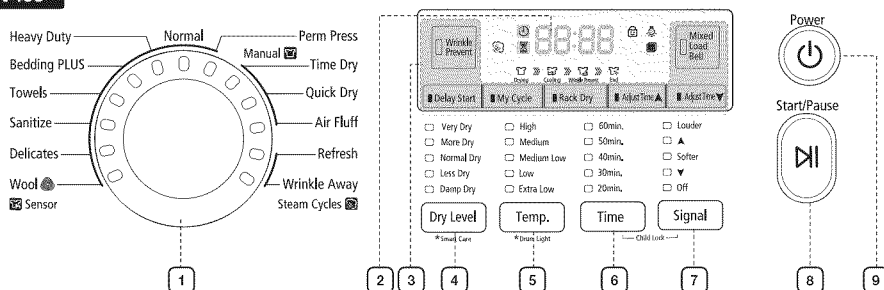 Normal
Heavy Duty
Bedding PLUS
Towels
Sanitize
Delicates
Wool
Sensor
Perm Press
Manual
Time Dry
Quick Dry
Air Fluff
Refresh
Wrinkle Away
Steam Cycles
1
Wrinkle Prevent
88:88
Mixed Load Bell
Drying Cooling Wrinkle Prevent End
Delay Start My Cycle Rack Dry Adjust Time ▲ Adjust Time ▼
Very Dry High 60min. Louder
More Dry Medium 50min. ▲
Normal Dry Medium Low 40min. Softer
Less Dry Low 30min. ▼
Damp Dry Extra Low 20min. Off
Dry Level Temp. Time Signal
*Smart Care *Drum Light Child Lock
2 3 4 5 6 7
Power
Start/Pause
8 9